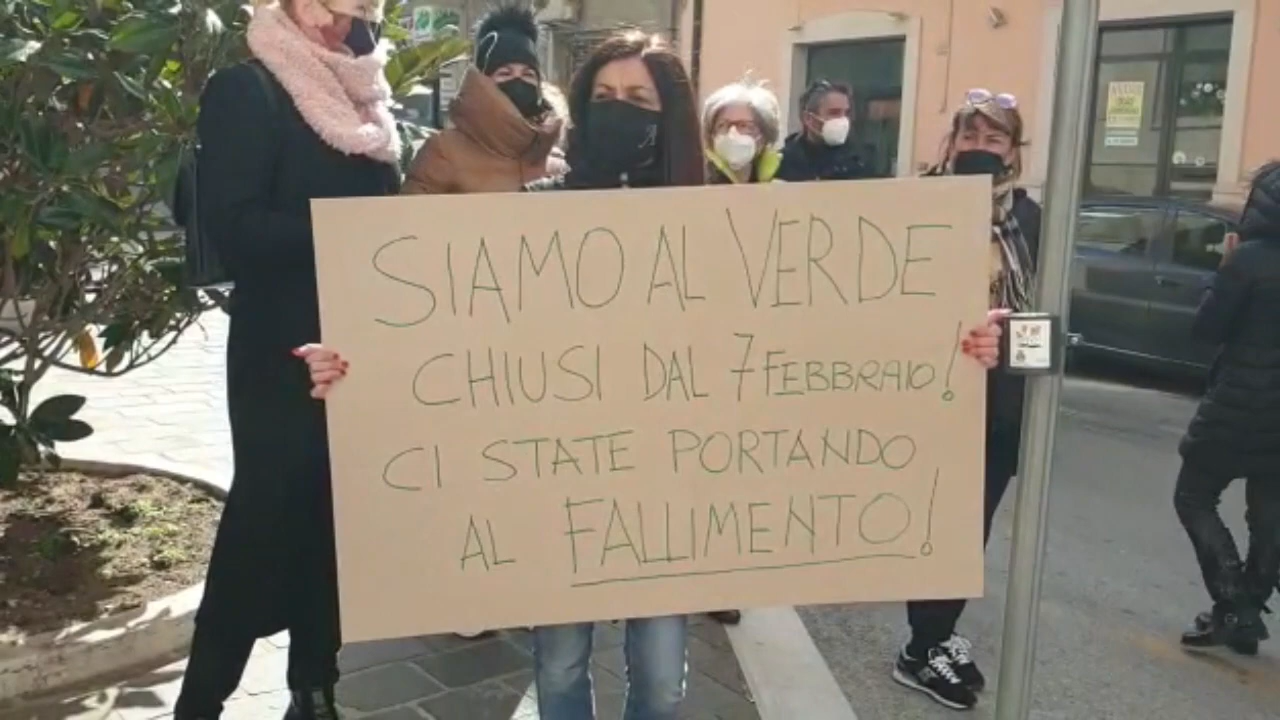 SIAMO AL VERDE
CHIUSI DAL 7 FEBBRAIO!
CI STATE PORTANDO
AL FALLIMENTO!